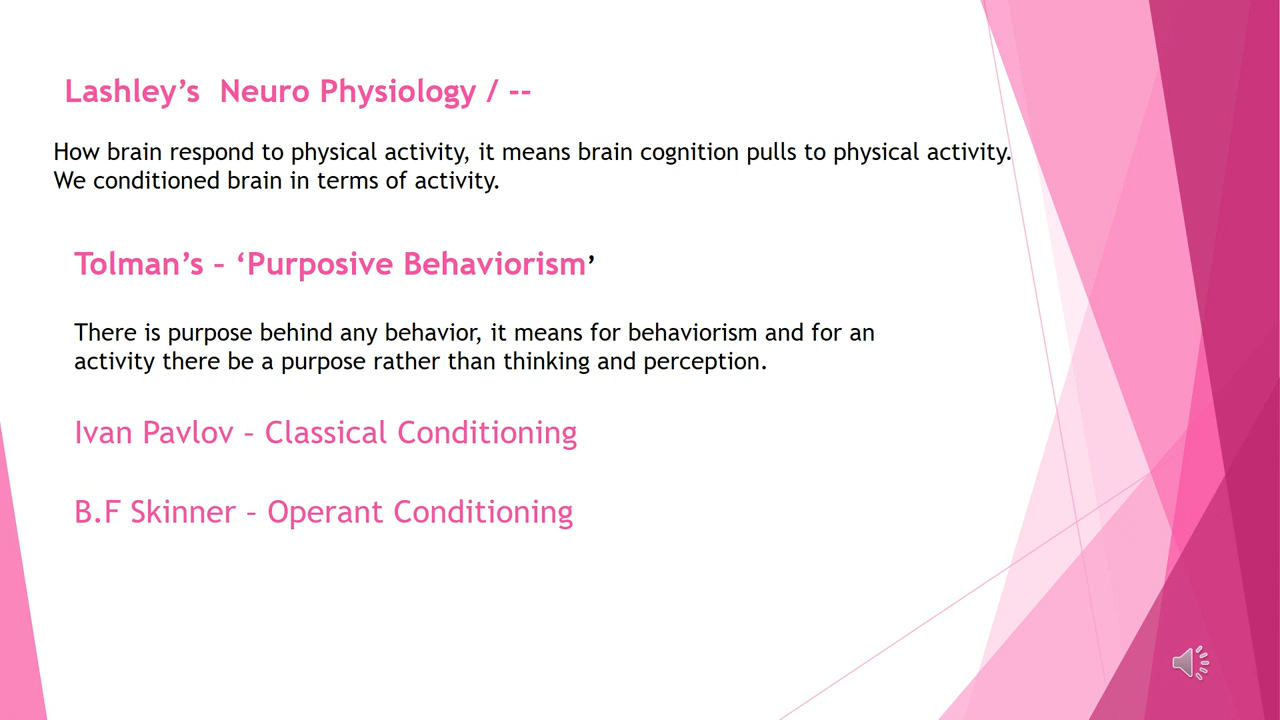 Lashley’s  Neuro Physiology / --
How brain respond to physical activity, it means brain cognition pulls to physical activity.
We conditioned brain in terms of activity.
Tolman’s – ‘Purposive Behaviorism’
There is purpose behind any behavior, it means for behaviorism and for an
activity there be a purpose rather than thinking and perception.
Ivan Pavlov – Classical Conditioning
B.F Skinner – Operant Conditioning